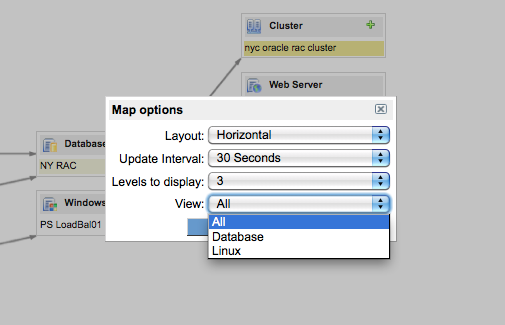 Cluster
nyc oracle rac cluster
Web Server
Map options
Layout: Horizontal
Database
Update Interval: 30 Seconds
NY RAC
Levels to display: 3
Windows
View: All
All
PS LoadBal01
Database
Linux